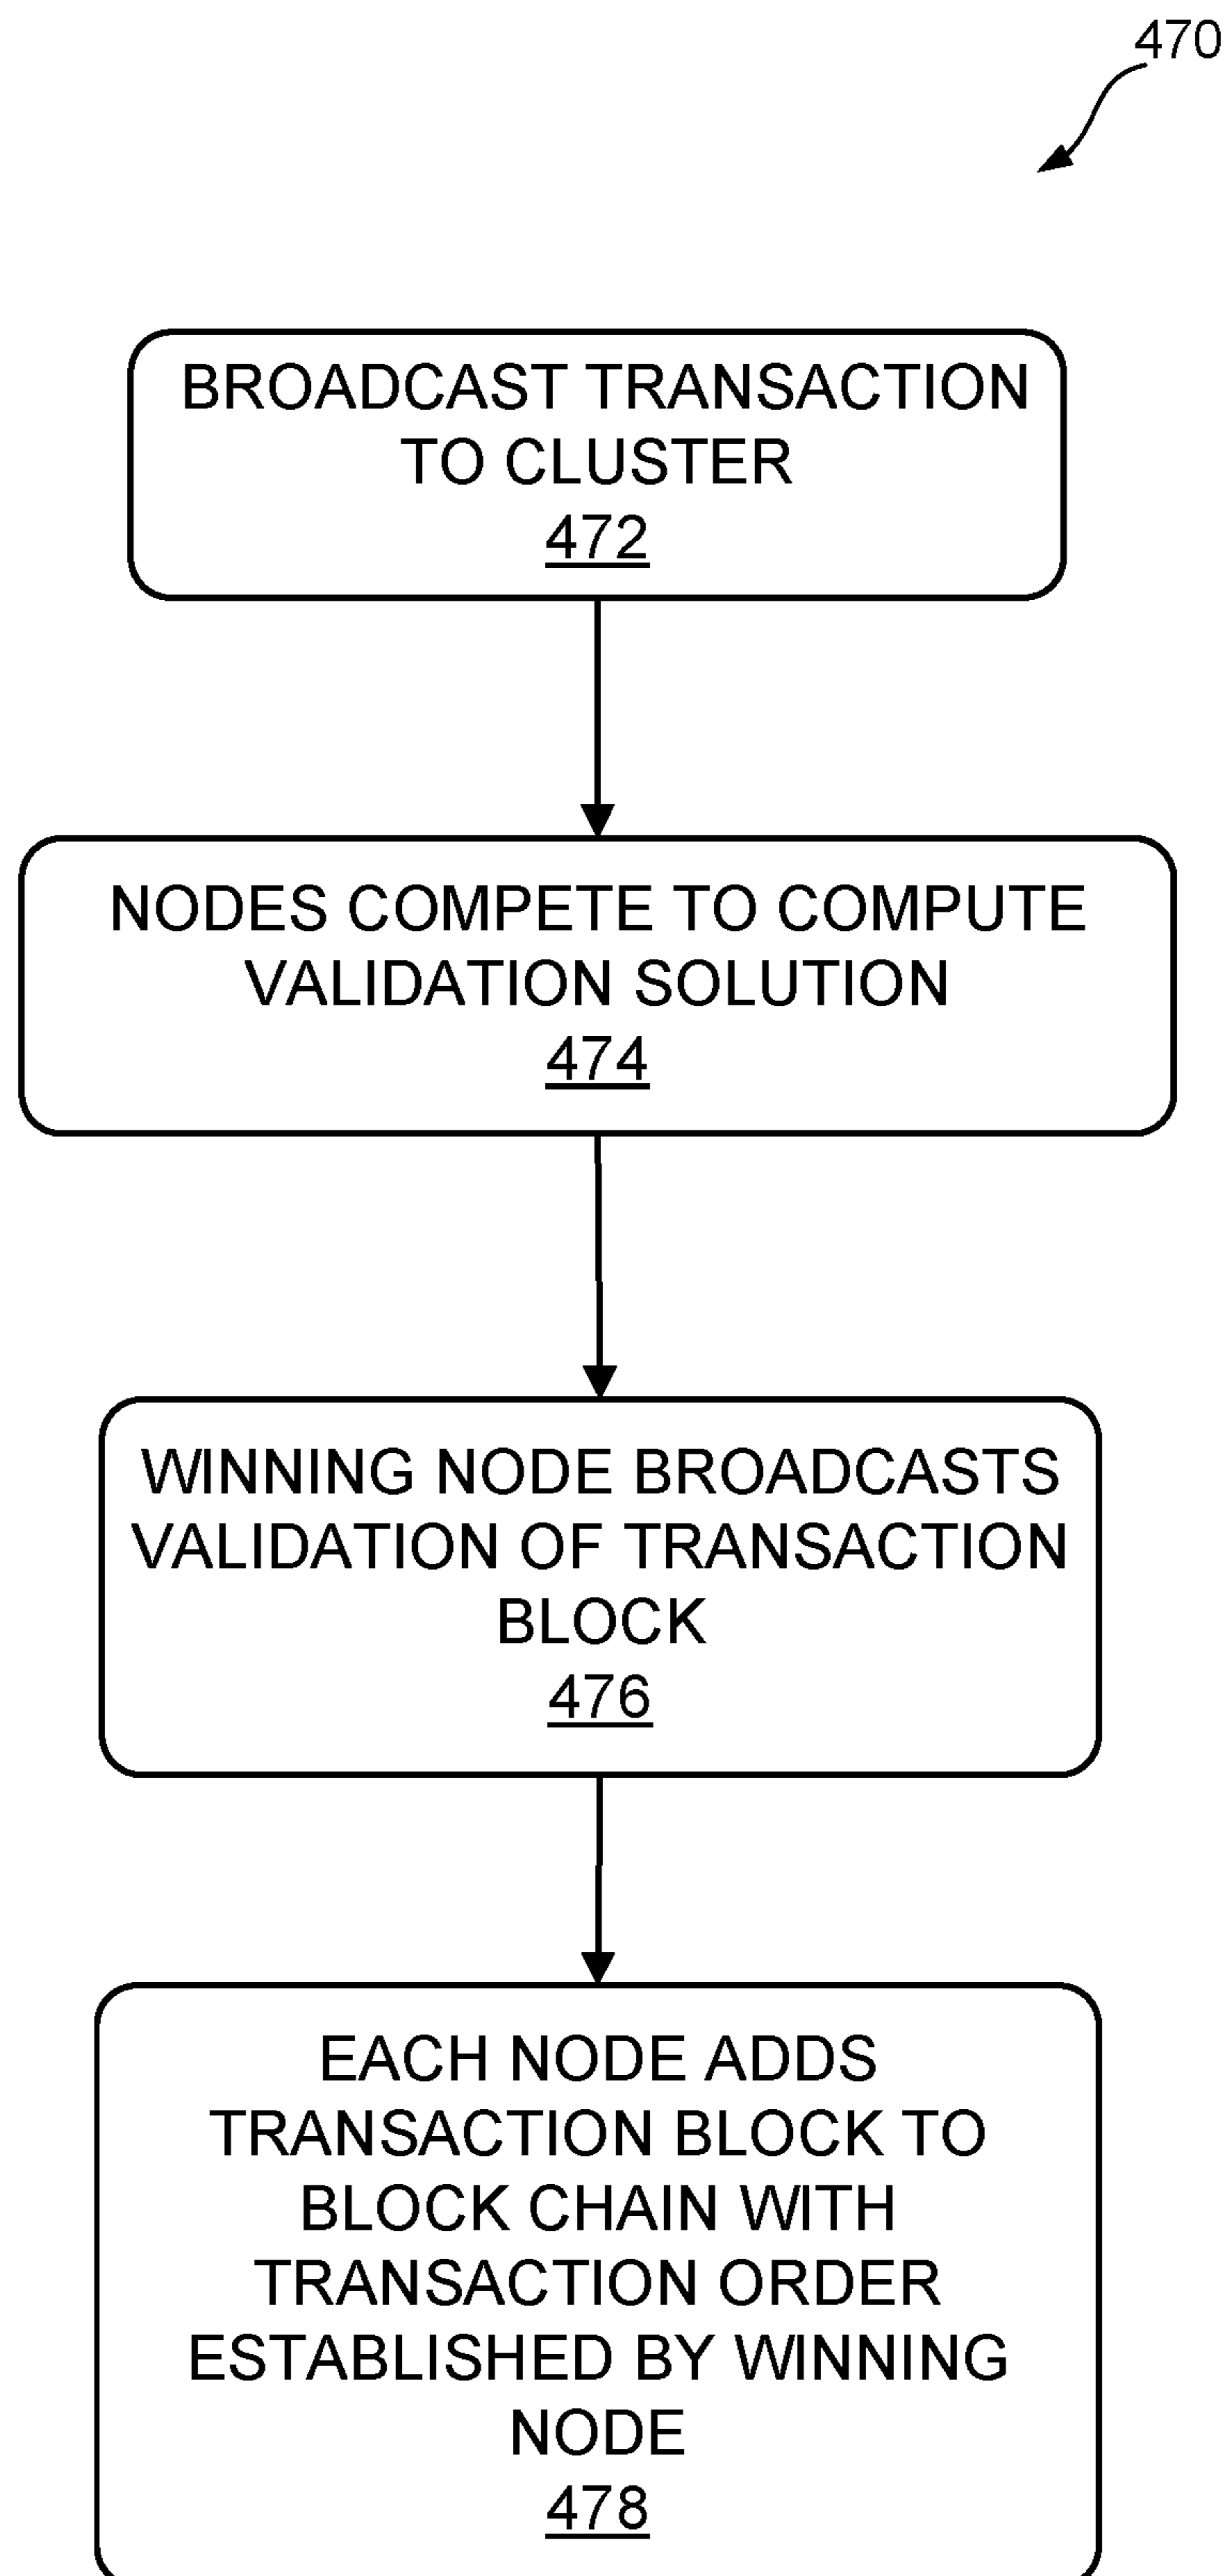 470
BROADCAST TRANSACTION
TO CLUSTER
472
NODES COMPETE TO COMPUTE
VALIDATION SOLUTION
474
WINNING NODE BROADCASTS
VALIDATION OF TRANSACTION
BLOCK
476
EACH NODE ADDS
TRANSACTION BLOCK TO
BLOCK CHAIN WITH
TRANSACTION ORDER
ESTABLISHED BY WINNING
NODE
478